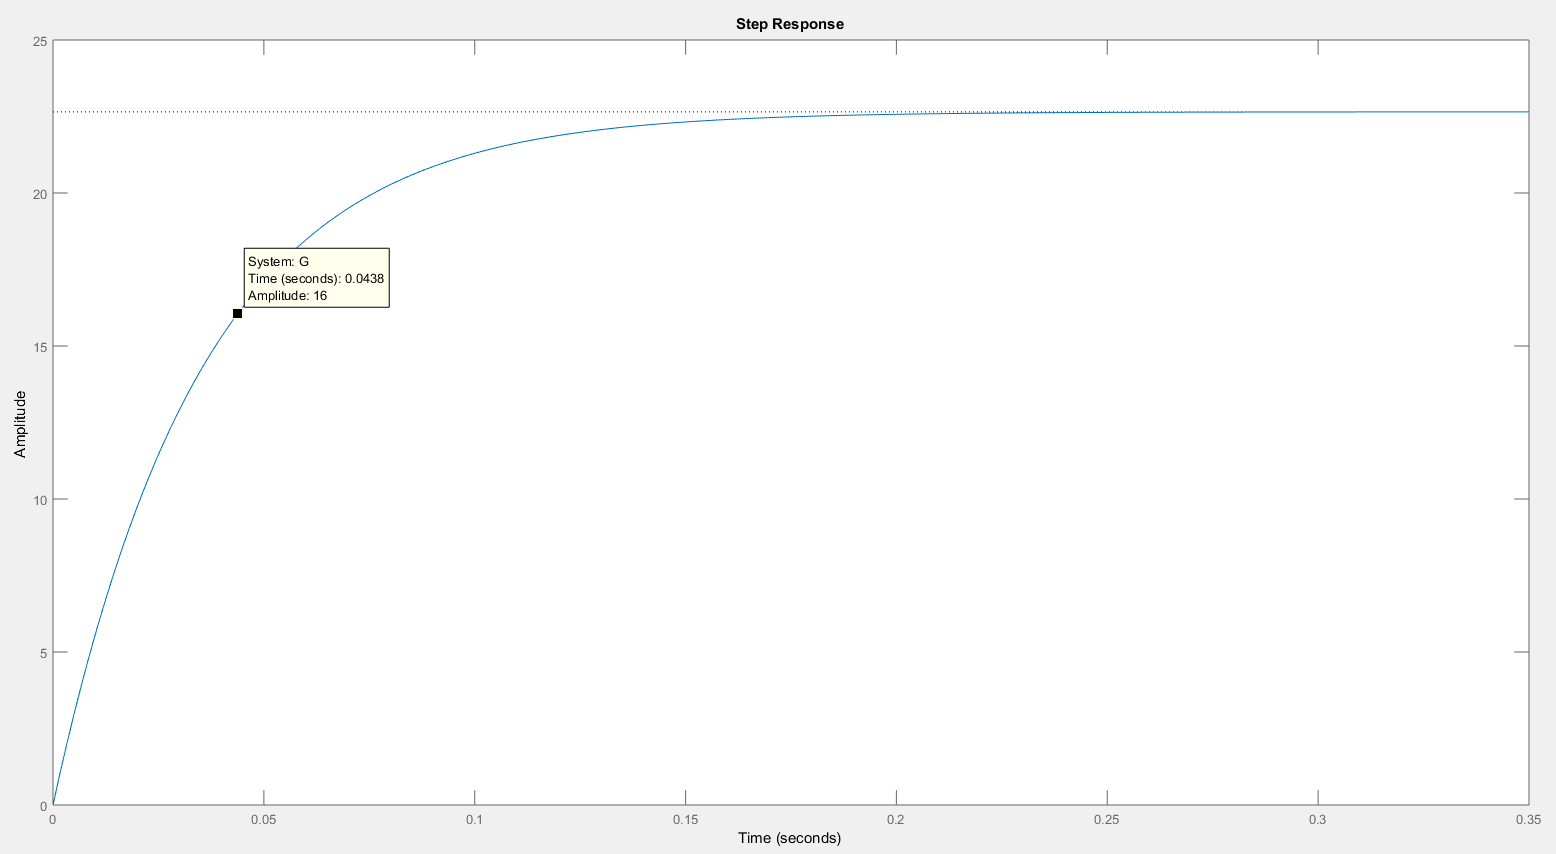 Step Response
25
20
15
10
5
0
Amplitude
System: G
Time (seconds): 0.0438
Amplitude: 16
0 0.05 0.1 0.15 0.2 0.25 0.3 0.35
Time (seconds)